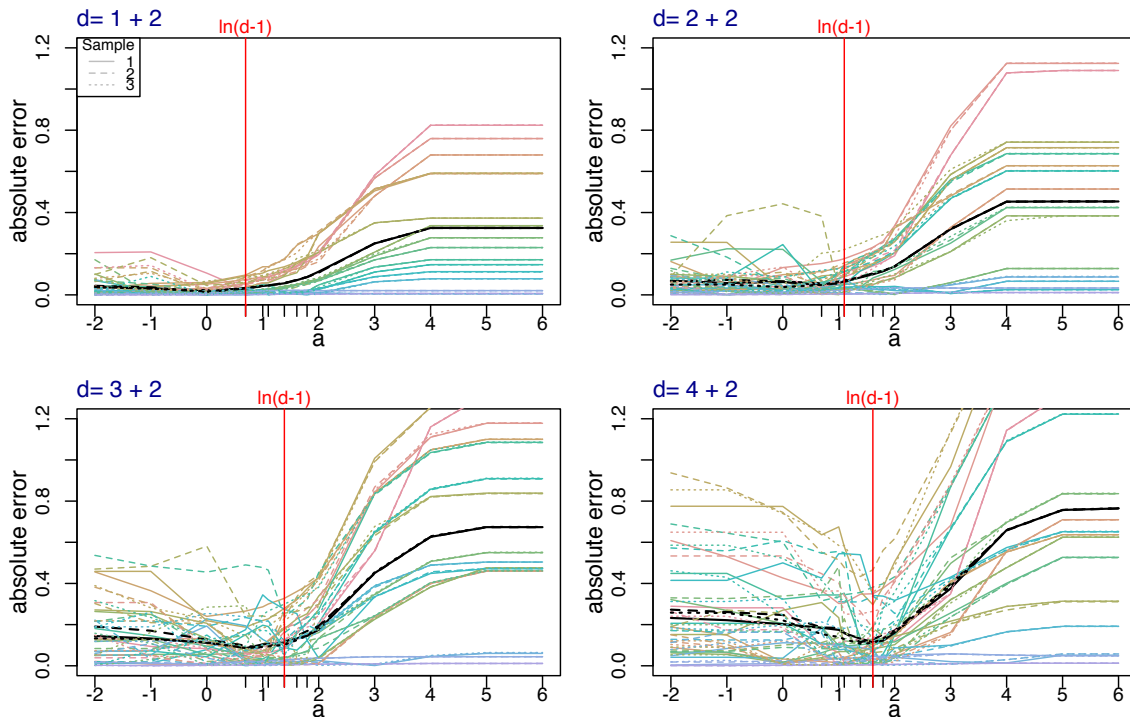 d= 1 + 2
ln(d-1)
Sample
1
2
3
absolute error
0.0 0.4 0.8 1.2
-2 -1 0 1 2 3 4 5 6
a
d= 2 + 2
ln(d-1)
absolute error
0.0 0.4 0.8 1.2
-2 -1 0 1 2 3 4 5 6
a
d= 3 + 2
ln(d-1)
absolute error
0.0 0.4 0.8 1.2
-2 -1 0 1 2 3 4 5 6
a
d= 4 + 2
ln(d-1)
absolute error
0.0 0.4 0.8 1.2
-2 -1 0 1 2 3 4 5 6
a